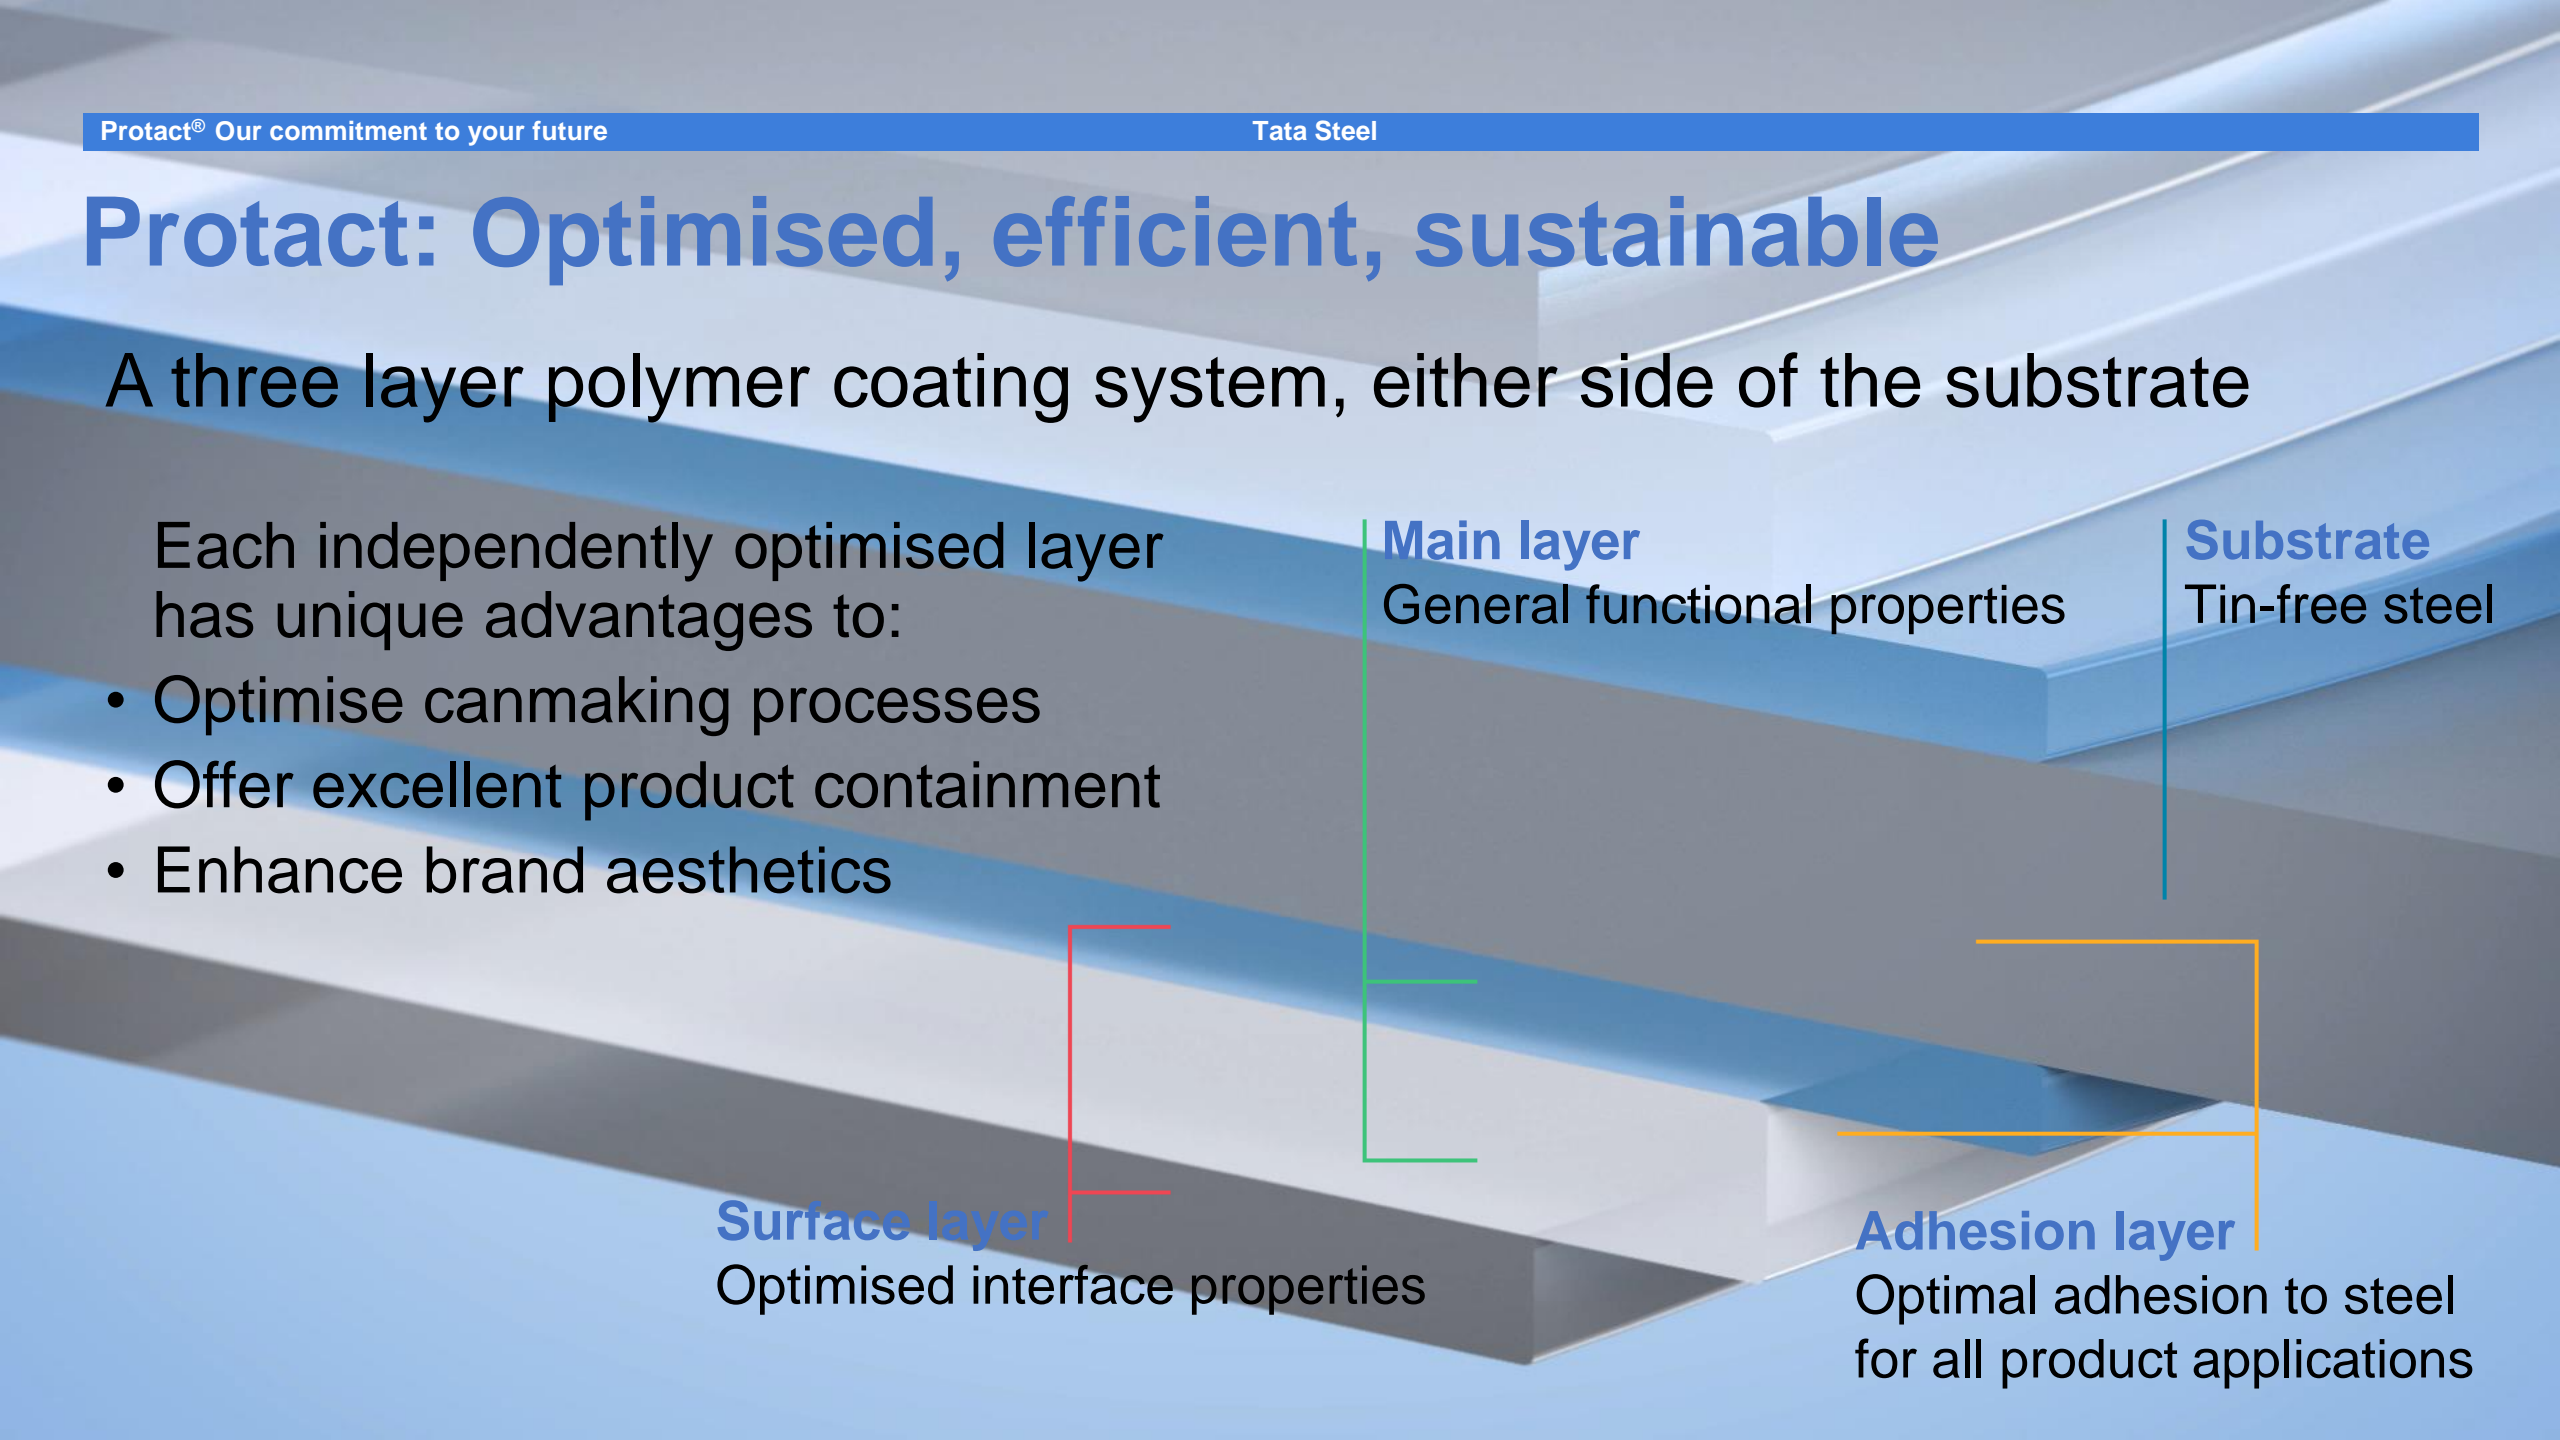 Protact® Our commitment to your future
Tata Steel
Protact: Optimised, efficient, sustainable
A three layer polymer coating system, either side of the substrate
Each independently optimised layer
has unique advantages to:
• Optimise canmaking processes
• Offer excellent product containment
• Enhance brand aesthetics
Main layer
General functional properties
Substrate
Tin-free steel
Surface layer
Optimised interface properties
Adhesion layer
Optimal adhesion to steel
for all product applications